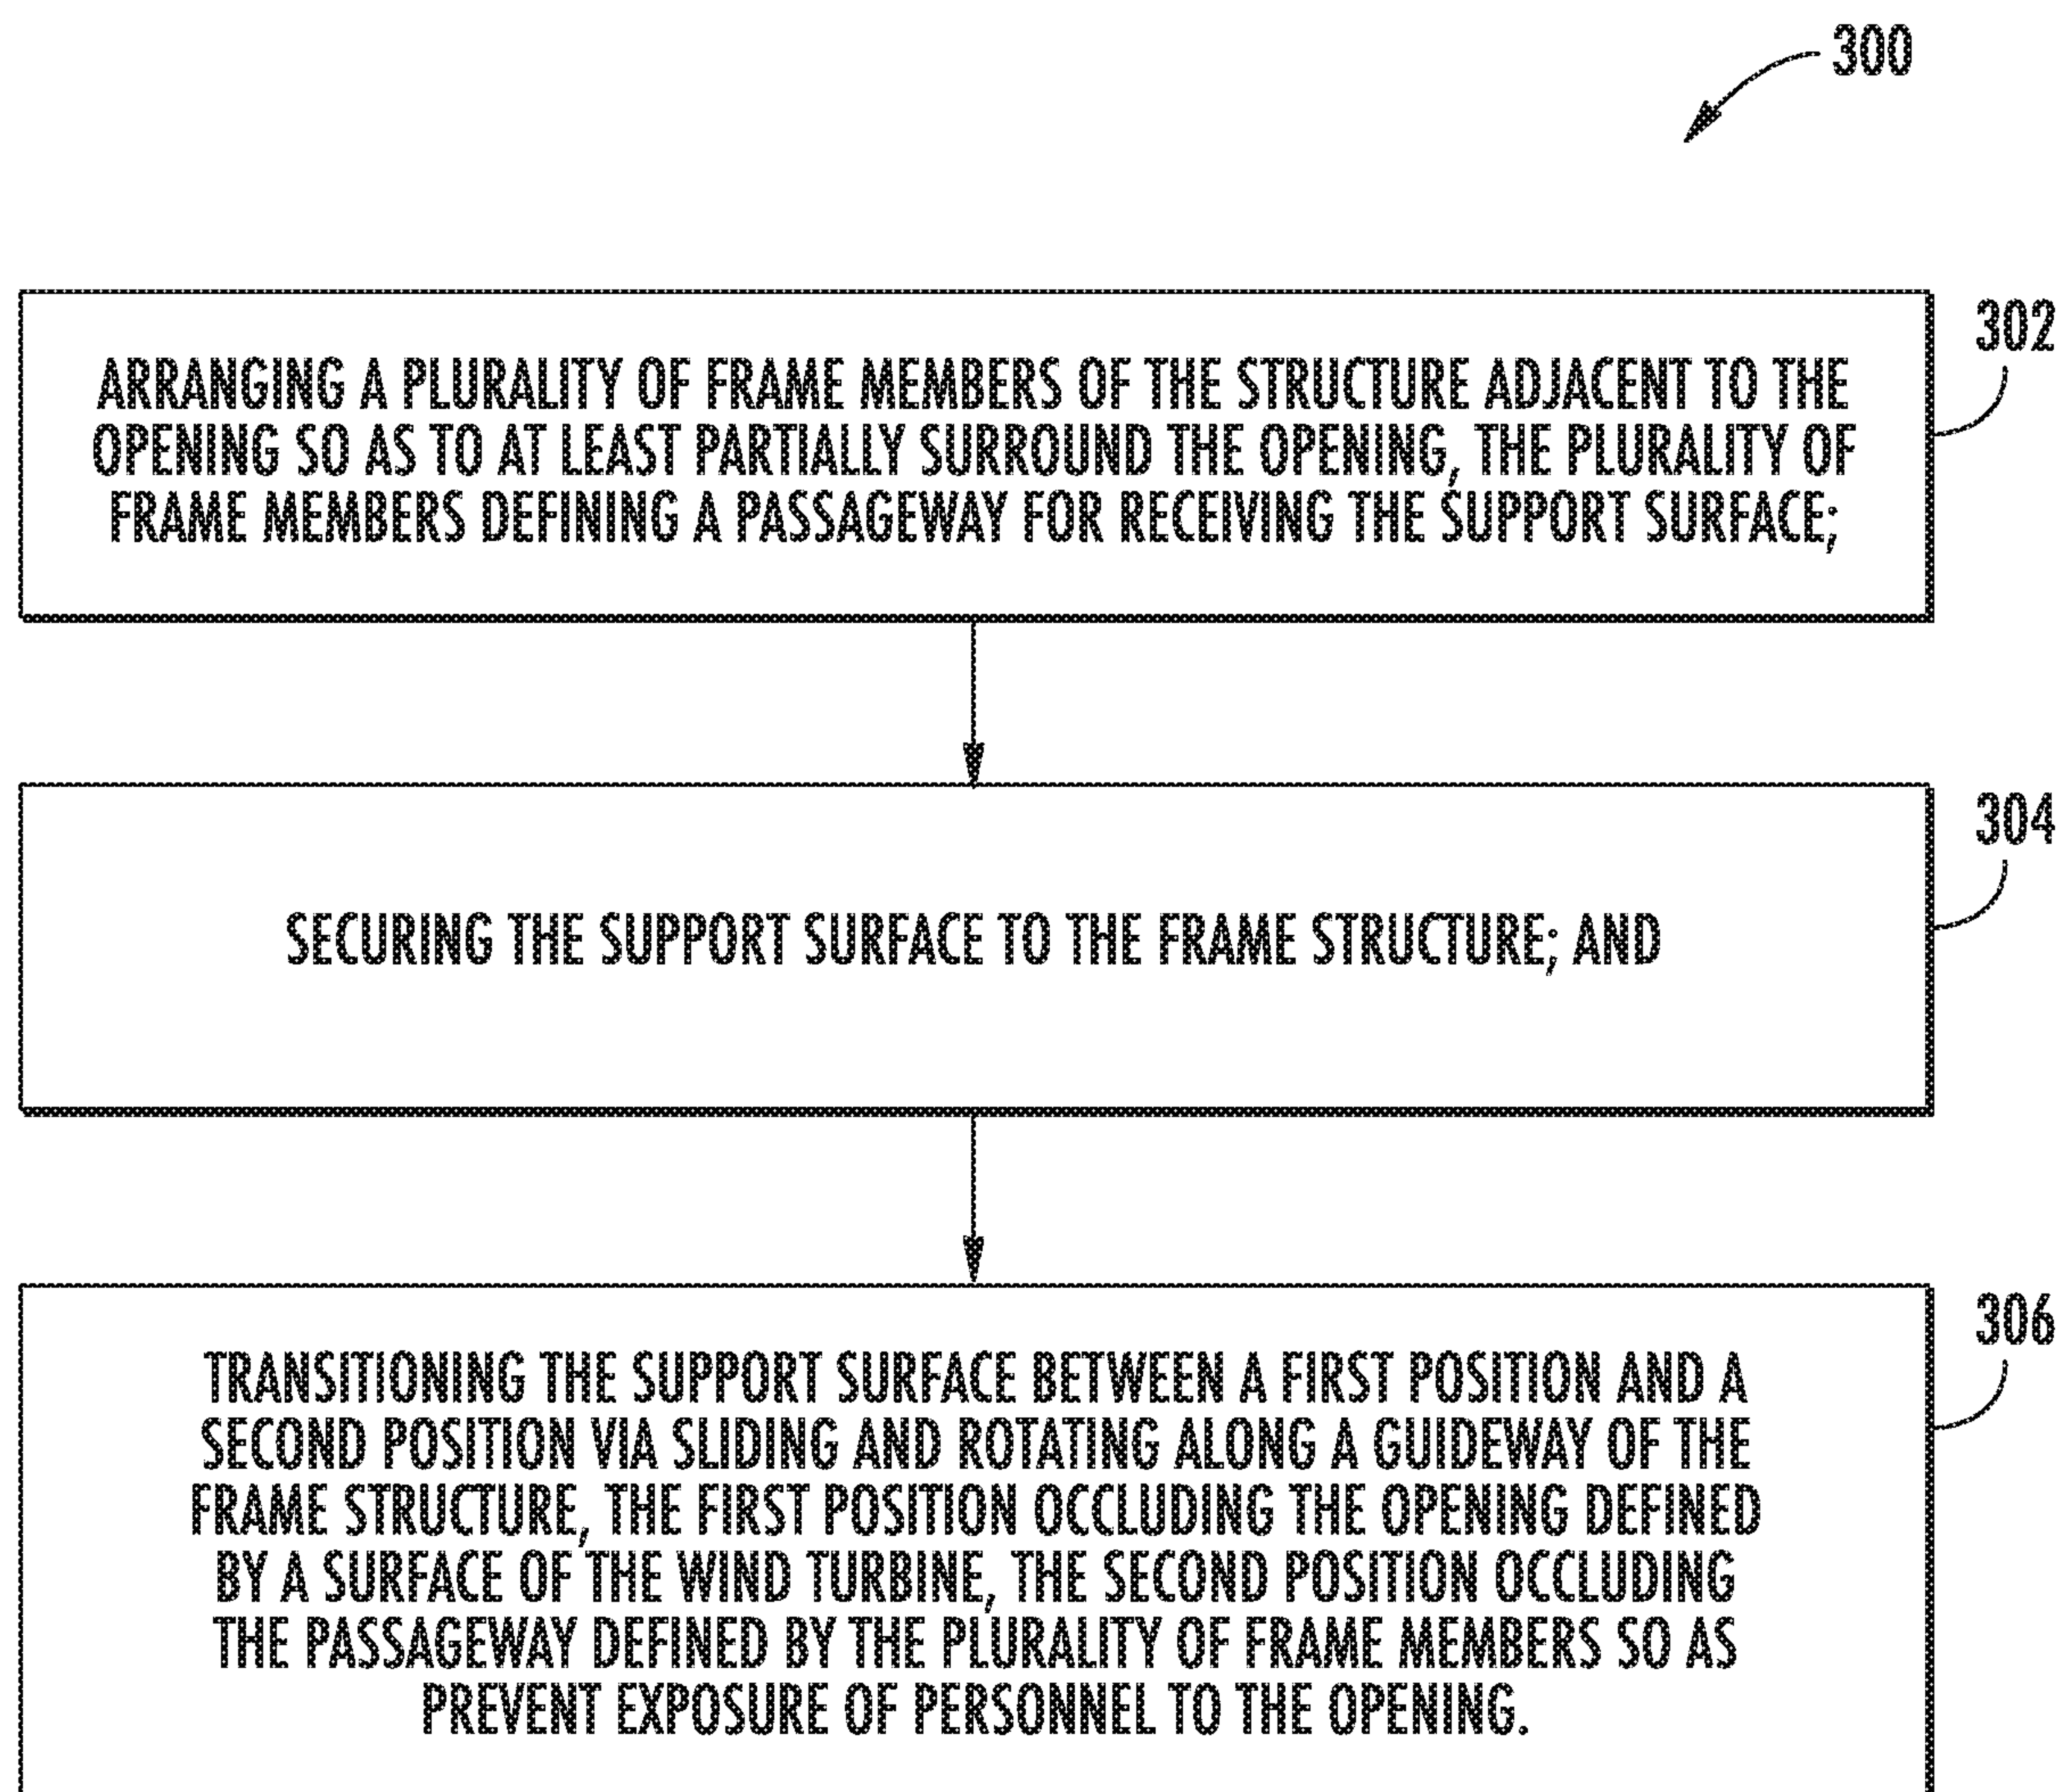 300
302
ARRANGING A PLURALITY OF FRAME MEMBERS OF THE STRUCTURE ADJACENT TO THE
OPENING SO AS TO AT LEAST PARTIALLY SURROUND THE OPENING, THE PLURALITY OF
FRAME MEMBERS DEFINING A PASSAGEWAY FOR RECEIVING THE SUPPORT SURFACE;
304
SECURING THE SUPPORT SURFACE TO THE FRAME STRUCTURE; AND
306
TRANSITIONING THE SUPPORT SURFACE BETWEEN A FIRST POSITION AND A
SECOND POSITION VIA SLIDING AND ROTATING ALONG A GUIDEWAY OF THE
FRAME STRUCTURE, THE FIRST POSITION OCCLUDING THE OPENING DEFINED
BY A SURFACE OF THE WIND TURBINE, THE SECOND POSITION OCCLUDING
THE PASSAGEWAY DEFINED BY THE PLURALITY OF FRAME MEMBERS SO AS
PREVENT EXPOSURE OF PERSONNEL TO THE OPENING.